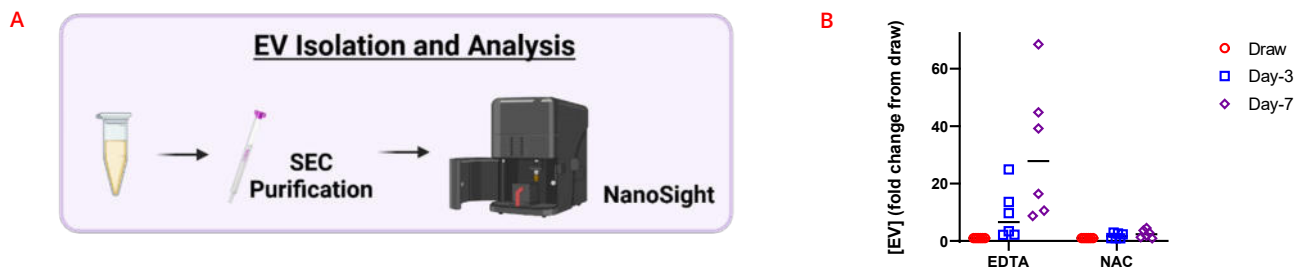 A
EV Isolation and Analysis
SEC
Purification
NanoSight
B
[EV] (fold change from draw)
60
40
20
0
EDTA
NAC
Draw
Day-3
Day-7